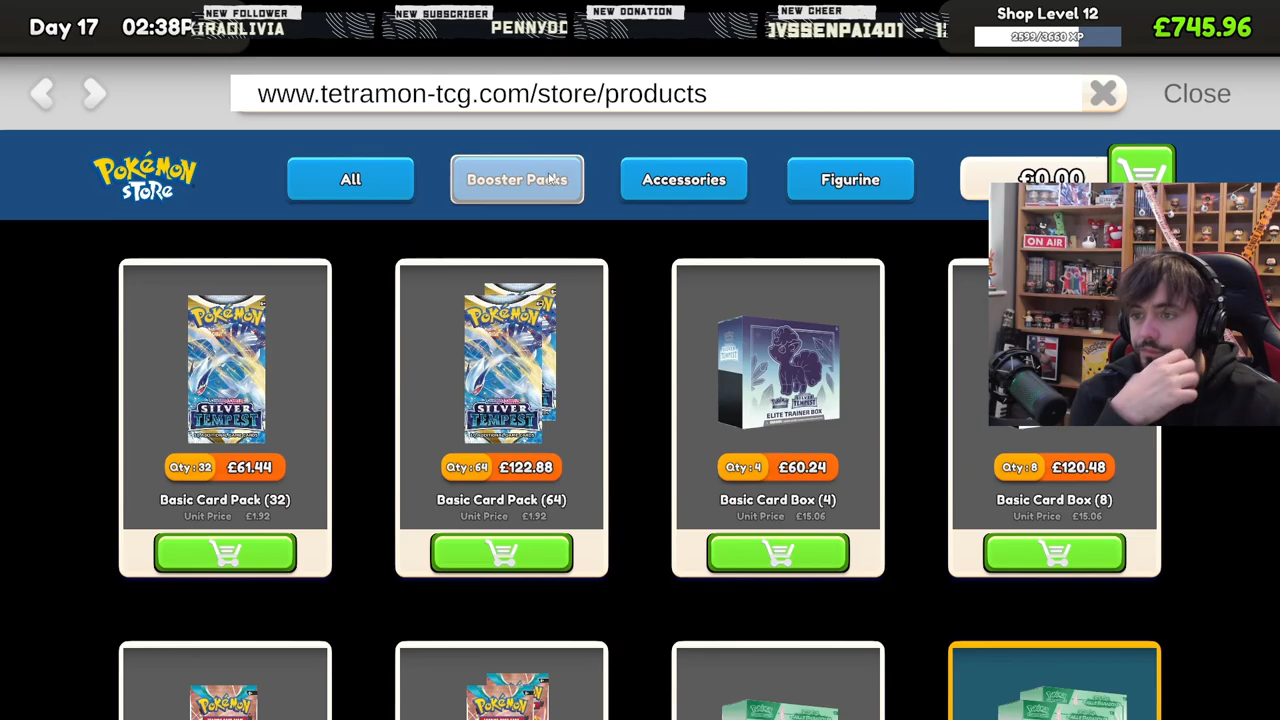 Day 17
02:38P
NEW FOLLOWER
NEW SUBSCRIBER
PENNYDO
NEW DONATION
NEW CHEER
Shop Level 12
2599/3660 XP
£745.96
www.tetramon-tcg.com/store/products
Close
POKÉMON
STORE
All
Booster Packs
Accessories
Figurine
£0.00
ON AIR
Pokémon
SILVER
TEMPEST
Qty: 32 £61.44
Basic Card Pack (32)
Unit Price £1.92
Pokémon
SILVER
TEMPEST
Qty: 64 £122.88
Basic Card Pack (64)
Unit Price £1.92
ELITE TRAINER BOX
Qty: 4 £60.24
Basic Card Box (4)
Unit Price £15.06
Qty: 8 £120.48
Basic Card Box (8)
Unit Price £15.06
Pokémon